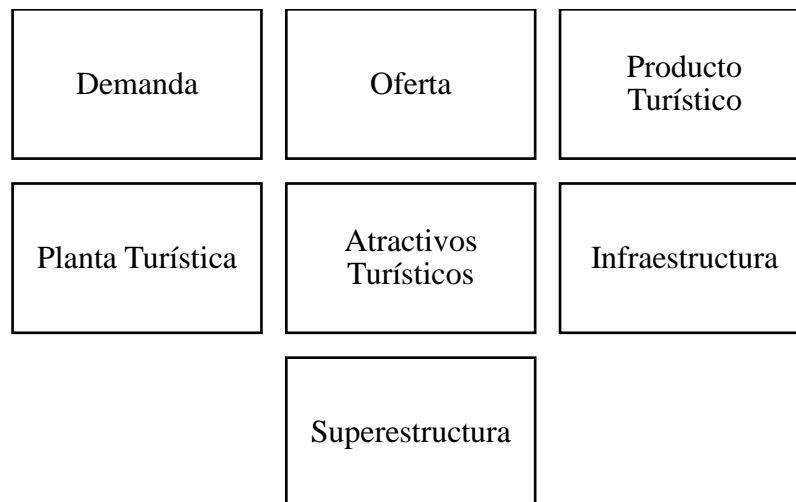 Demanda
Oferta
Producto
Turístico
Planta Turística
Atractivos
Turísticos
Infraestructura
Superestructura